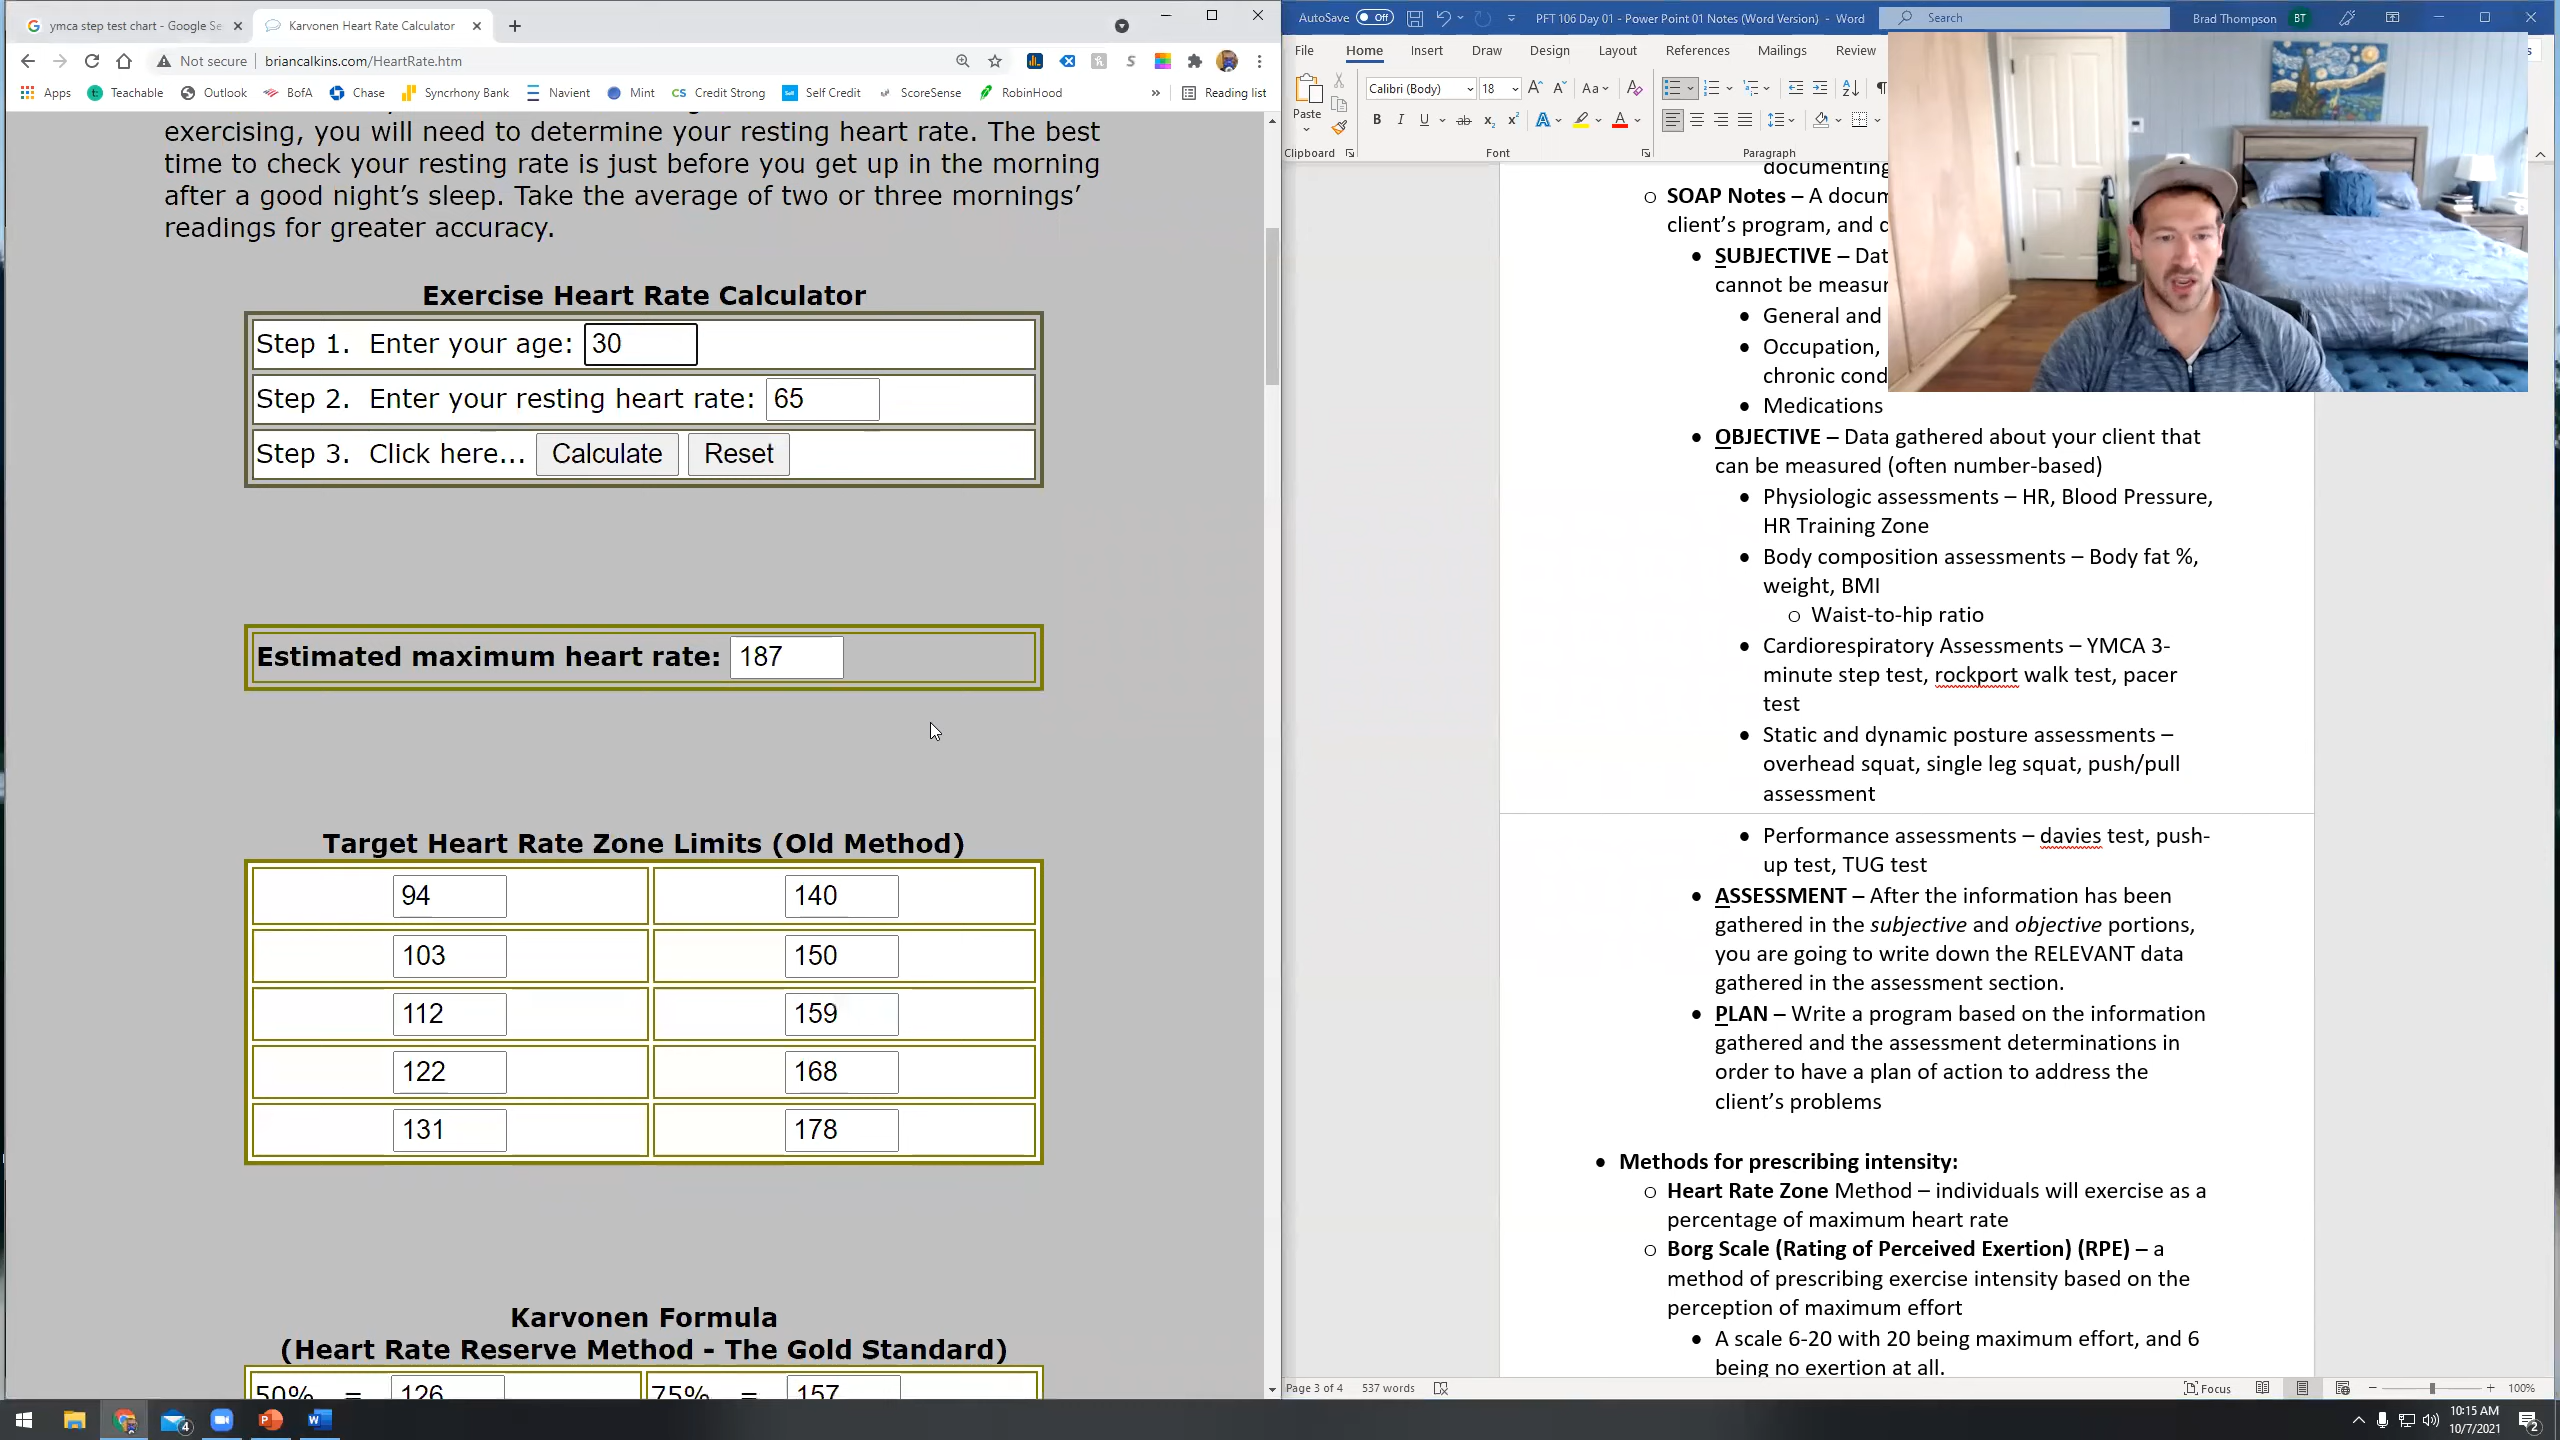 ymca step test chart - Google Se
Karvonen Heart Rate Calculator
Not secure
briancalkins.com/HeartRate.htm
Apps
Teachable
Outlook
BofA
Chase
Syncrhony Bank
Navient
Mint
CS Credit Strong
Self Credit
ScoreSense
RobinHood
»
Reading list
exercising, you will need to determine your resting heart rate. The best
time to check your resting rate is just before you get up in the morning
after a good night’s sleep. Take the average of two or three mornings’
readings for greater accuracy.
Exercise Heart Rate Calculator
Step 1. Enter your age: 30
Step 2. Enter your resting heart rate: 65
Step 3. Click here... Calculate Reset
Estimated maximum heart rate: 187
Target Heart Rate Zone Limits (Old Method)
94 140
103 150
112 159
122 168
131 178
Karvonen Formula
(Heart Rate Reserve Method - The Gold Standard)
50% = 126 75% = 157
AutoSave Off
PFT 106 Day 01 - Power Point 01 Notes (Word Version) - Word
Search
Brad Thompson BT
File Home Insert Draw Design Layout References Mailings Review
Paste
Calibri (Body) 18
Clipboard Font Paragraph
documenting
o SOAP Notes – A docum
client’s program, and d
• SUBJECTIVE – Dat
cannot be measur
• General and
• Occupation,
chronic cond
• Medications
• OBJECTIVE – Data gathered about your client that
can be measured (often number-based)
• Physiologic assessments – HR, Blood Pressure,
HR Training Zone
• Body composition assessments – Body fat %,
weight, BMI
o Waist-to-hip ratio
• Cardiorespiratory Assessments – YMCA 3-
minute step test, rockport walk test, pacer
test
• Static and dynamic posture assessments –
overhead squat, single leg squat, push/pull
assessment
• Performance assessments – davies test, push-
up test, TUG test
• ASSESSMENT – After the information has been
gathered in the subjective and objective portions,
you are going to write down the RELEVANT data
gathered in the assessment section.
• PLAN – Write a program based on the information
gathered and the assessment determinations in
order to have a plan of action to address the
client’s problems
• Methods for prescribing intensity:
o Heart Rate Zone Method – individuals will exercise as a
percentage of maximum heart rate
o Borg Scale (Rating of Perceived Exertion) (RPE) – a
method of prescribing exercise intensity based on the
perception of maximum effort
• A scale 6-20 with 20 being maximum effort, and 6
being no exertion at all.
Page 3 of 4 537 words
Focus
100%
10:15 AM
10/7/2021